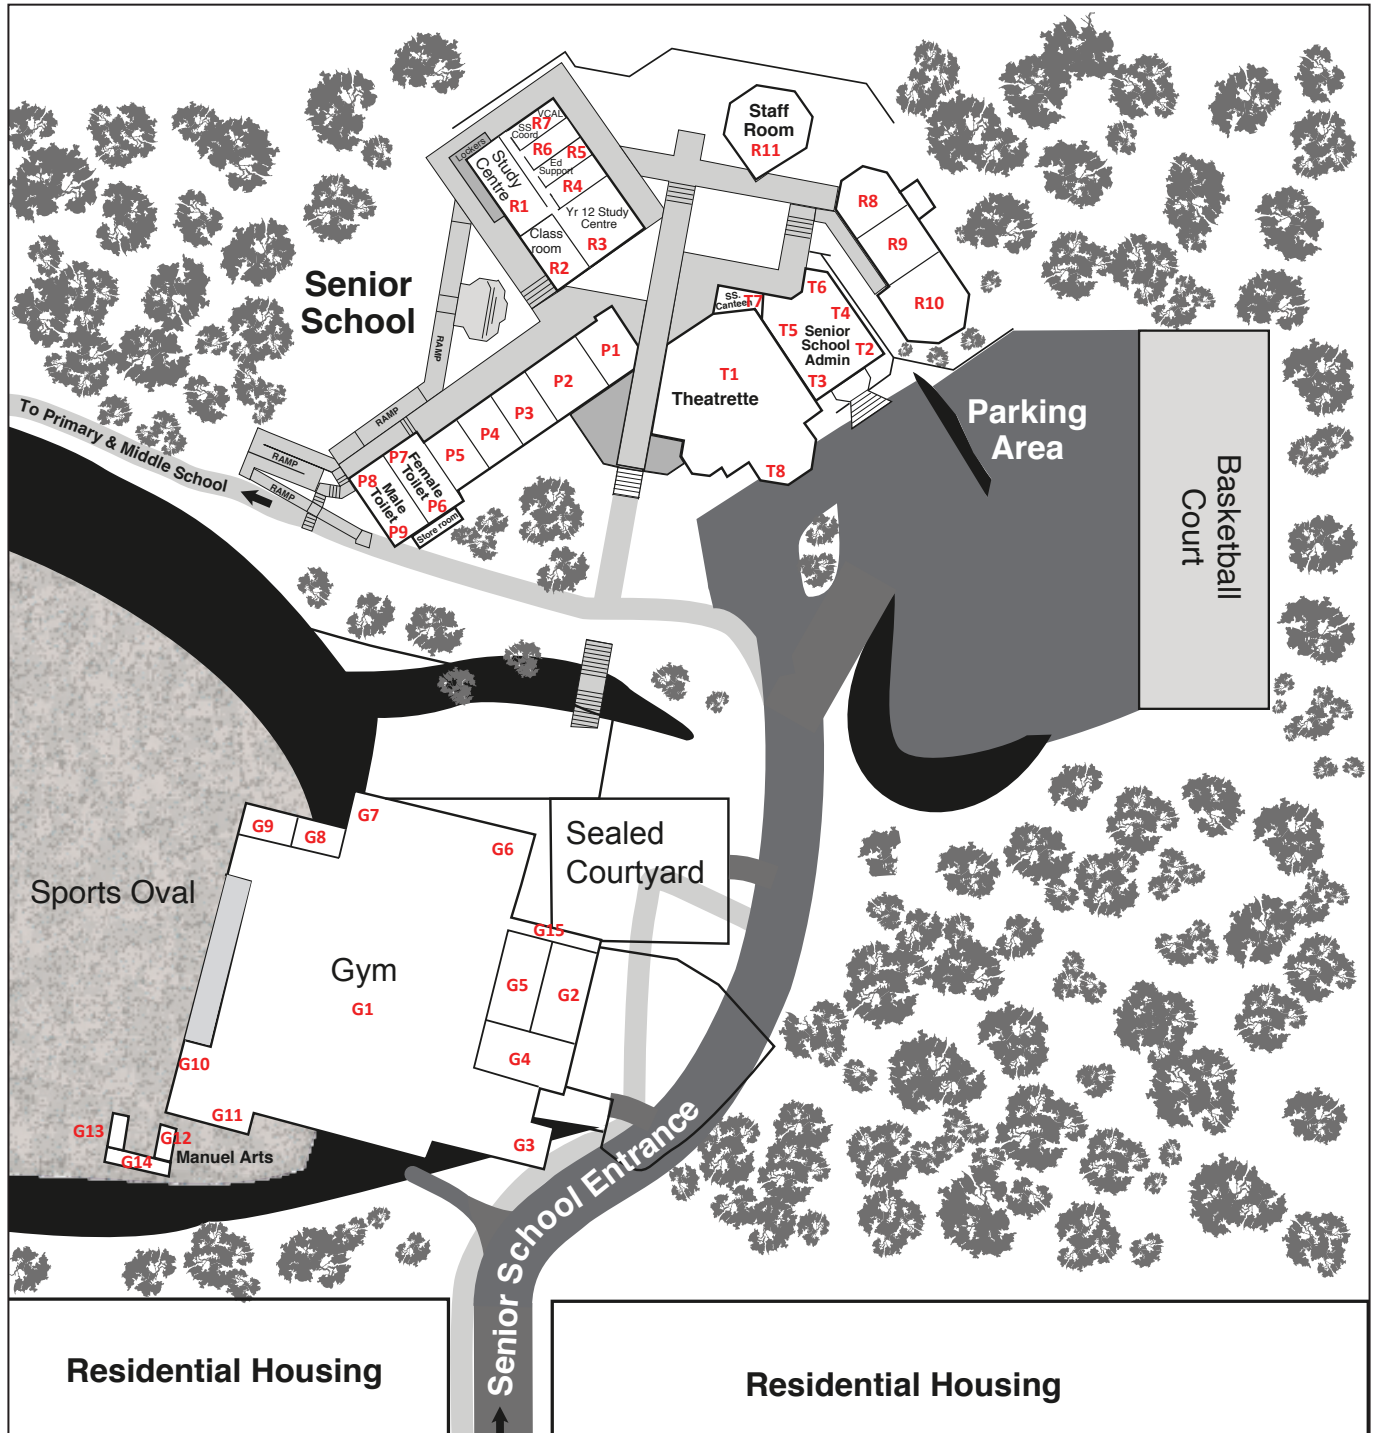 Staff
Room
R11
VCAL
R7
SS
Coord
R6
R5
Lockers
Study
Centre
R1
Ed
Support
R4
Yr 12 Study
Centre
R3
Class
room
R2
R8
R9
R10
Senior
School
SS.
Canteen
T7
T6
T4
T5
Senior
School
Admin
T2
T3
T1
Theatrette
T8
P1
P2
P3
P4
P5
RAMP
RAMP
RAMP
RAMP
P7
Female
Toilet
P6
P8
Male
Toilet
P9
Store room
To Primary & Middle School
Parking
Area
Basketball
Court
G9
G8
G7
G6
Sealed
Courtyard
Sports Oval
G15
Gym
G1
G5
G2
G4
G10
G11
G3
G13
G12
G14
Manuel Arts
Senior School Entrance
Residential Housing
Residential Housing